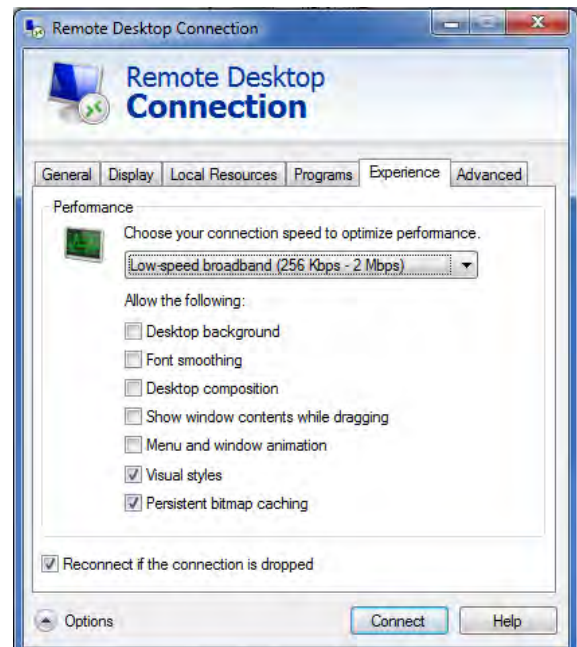 Remote Desktop Connection
Remote Desktop
Connection
General Display Local Resources Programs Experience Advanced
Performance
Choose your connection speed to optimize performance.
Low-speed broadband (256 Kbps - 2 Mbps)
Allow the following:
Desktop background
Font smoothing
Desktop composition
Show window contents while dragging
Menu and window animation
Visual styles
Persistent bitmap caching
Reconnect if the connection is dropped
Options Connect Help